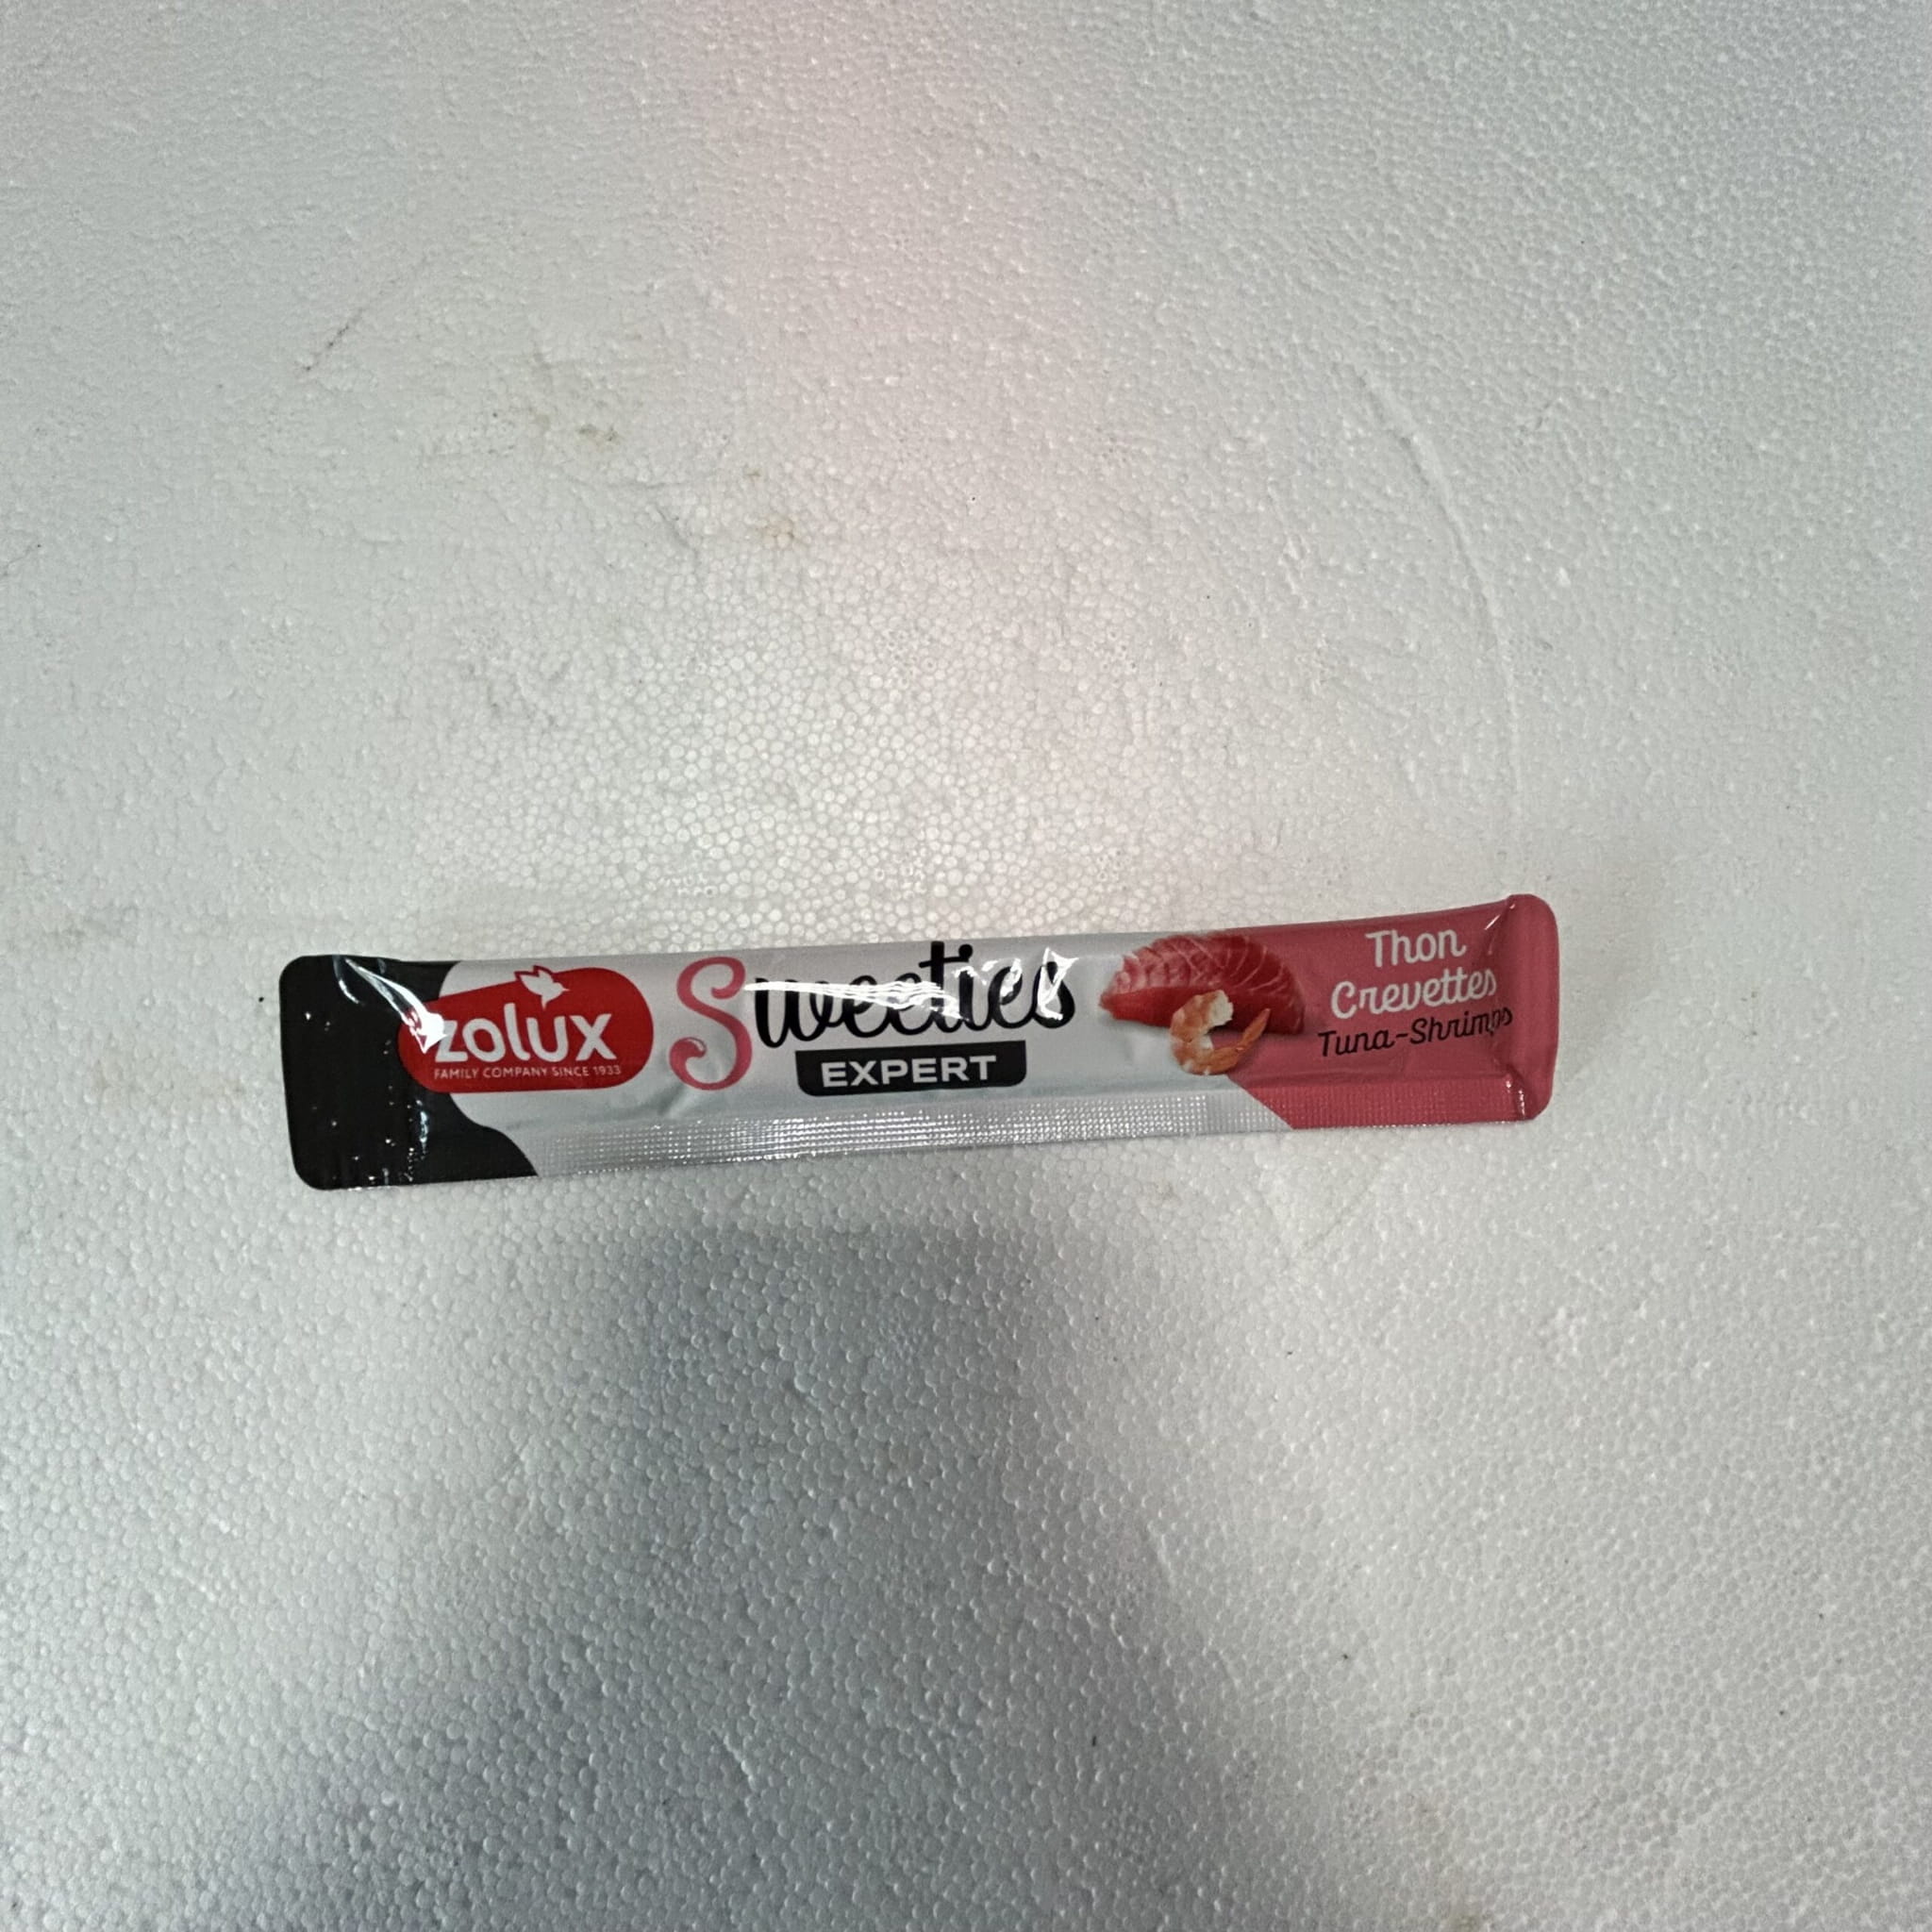 zolux
FAMILY COMPANY SINCE 1933
Sweeties
EXPERT
Thon
Crevettes
Tuna-Shrimps